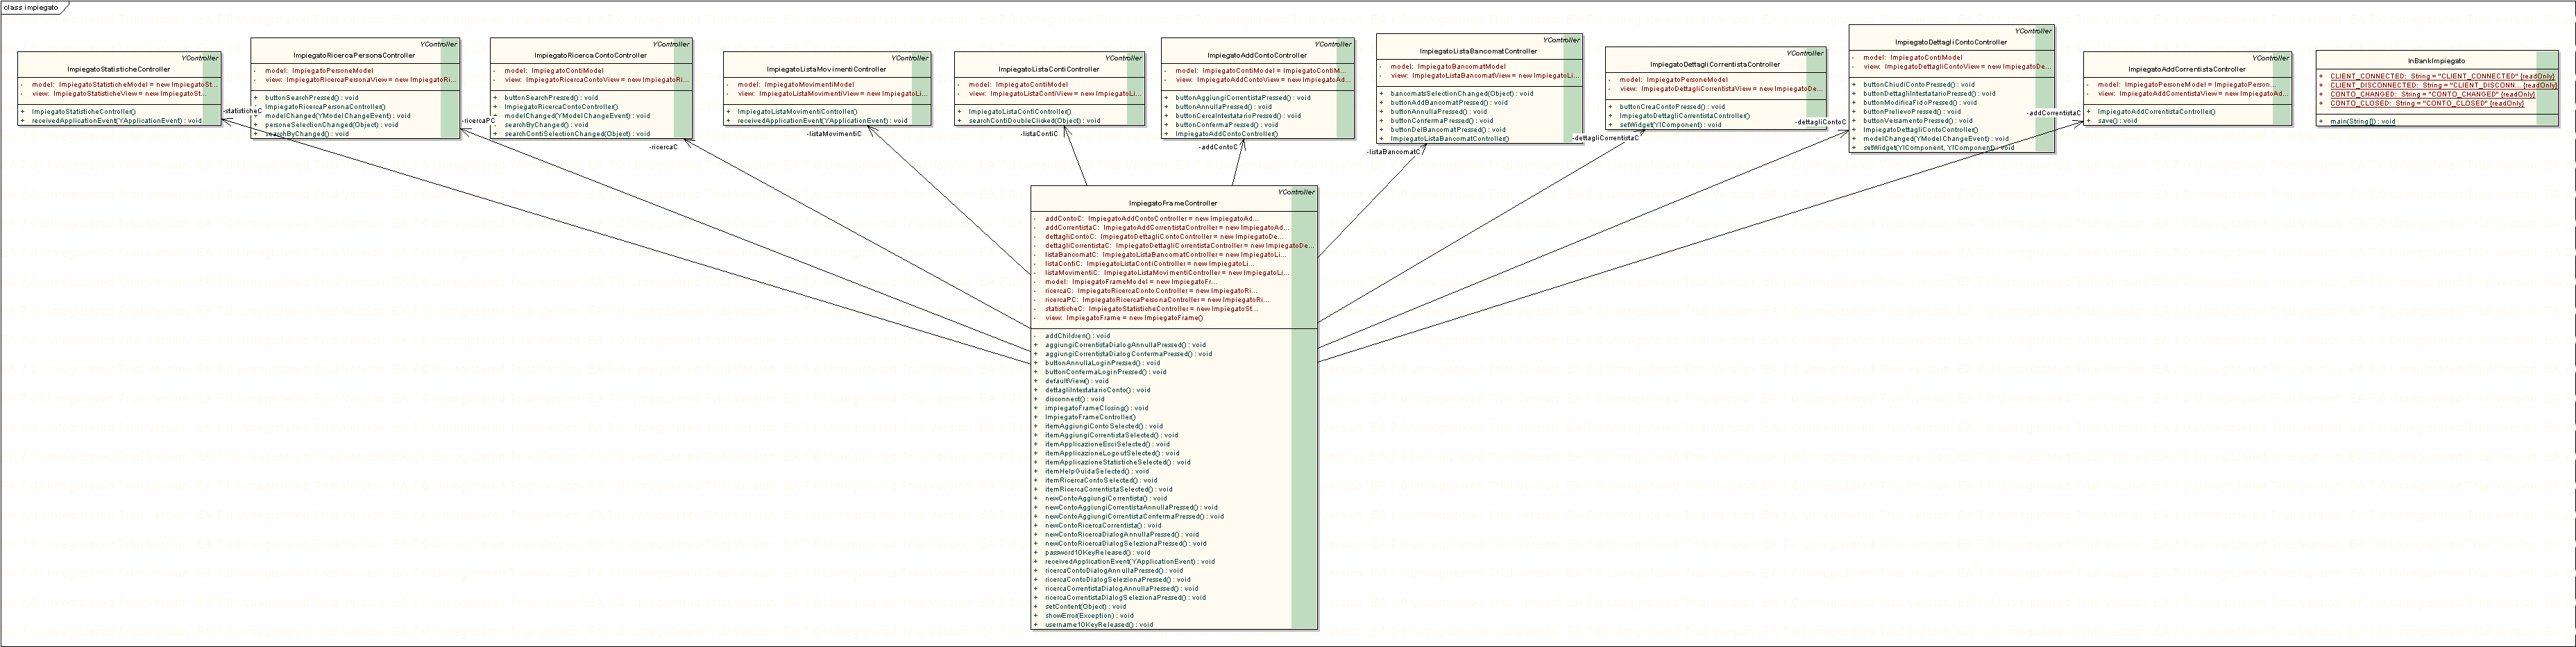 class impiegato
YController
ImpiegatoStatisticheController
- model: ImpiegatoStatisticheModel = new ImpiegatoSt...
- view: ImpiegatoStatisticheView = new ImpiegatoSt...
+ ImpiegatoStatisticheController()
+ receivedApplicationEvent(YApplicationEvent) : void
YController
ImpiegatoRicercaPersonaController
- model: ImpiegatoPersoneModel
- view: ImpiegatoRicercaPersonaView = new ImpiegatoRi...
+ buttonSearchPressed() : void
+ ImpiegatoRicercaPersonaController()
+ modelChanged(YModelChangeEvent) : void
+ personeSelectionChanged(Object) : void
+ searchByChanged() : void
YController
ImpiegatoRicercaContoController
- model: ImpiegatoContiModel
- view: ImpiegatoRicercaContoView = new ImpiegatoRi...
+ buttonSearchPressed() : void
+ ImpiegatoRicercaContoController()
+ modelChanged(YModelChangeEvent) : void
+ searchByChanged() : void
+ searchContiSelectionChanged(Object) : void
YController
ImpiegatoListaMovimentiController
- model: ImpiegatoMovimentiModel
- view: ImpiegatoListaMovimentiView = new ImpiegatoLi...
+ ImpiegatoListaMovimentiController()
+ receivedApplicationEvent(YApplicationEvent) : void
YController
ImpiegatoListaContiController
- model: ImpiegatoContiModel
- view: ImpiegatoListaContiView = new ImpiegatoLi...
+ ImpiegatoListaContiController()
+ searchContiDoubleClicked(Object) : void
YController
ImpiegatoAddContoController
- model: ImpiegatoContiModel = ImpiegatoContiM...
- view: ImpiegatoAddContoView = new ImpiegatoAd...
+ buttonAggiungiCorrentistaPressed() : void
+ buttonAnnullaPressed() : void
+ buttonCercaIntestatarioPressed() : void
+ buttonConfermaPressed() : void
+ ImpiegatoAddContoController()
YController
ImpiegatoListaBancomatController
- model: ImpiegatoBancomatModel
- view: ImpiegatoListaBancomatView = new ImpiegatoLi...
+ bancomatsSelectionChanged(Object) : void
+ buttonAddBancomatPressed() : void
+ buttonAnnullaPressed() : void
+ buttonConfermaPressed() : void
+ buttonDelBancomatPressed() : void
+ ImpiegatoListaBancomatController()
YController
ImpiegatoDettagliCorrentistaController
- model: ImpiegatoPersoneModel
- view: ImpiegatoDettagliCorrentistaView = new ImpiegatoDe...
+ buttonCreaContoPressed() : void
+ ImpiegatoDettagliCorrentistaController()
+ setWidget(YIComponent) : void
YController
ImpiegatoDettagliContoController
- model: ImpiegatoContiModel
- view: ImpiegatoDettagliContoView = new ImpiegatoDe...
+ buttonChiudiContoPressed() : void
+ buttonDettagliIntestatarioPressed() : void
+ buttonModificaFidoPressed() : void
+ buttonPrelievoPressed() : void
+ buttonVersamentoPressed() : void
+ ImpiegatoDettagliContoController()
+ modelChanged(YModelChangeEvent) : void
+ setWidget(YIComponent, YIComponent) : void
YController
ImpiegatoAddCorrentistaController
- model: ImpiegatoPersoneModel = ImpiegatoPerson...
- view: ImpiegatoAddCorrentistaView = new ImpiegatoAd...
+ ImpiegatoAddCorrentistaController()
+ save() : void
InBankImpiegato
+ CLIENT_CONNECTED: String = "CLIENT_CONNECTED" {readOnly}
+ CLIENT_DISCONNECTED: String = "CLIENT_DISCONN... {readOnly}
+ CONTO_CHANGED: String = "CONTO_CHANGED" {readOnly}
+ CONTO_CLOSED: String = "CONTO_CLOSED" {readOnly}
+ main(String[]) : void
-statisticheC
-ricercaPC
-ricercaC
-listaMovimentiC
-listaContiC
-addContoC
-listaBancomatC
-dettagliCorrentistaC
-dettagliContoC
-addCorrentistaC
YController
ImpiegatoFrameController
- addContoC: ImpiegatoAddContoController = new ImpiegatoAd...
- addCorrentistaC: ImpiegatoAddCorrentistaController = new ImpiegatoAd...
- dettagliContoC: ImpiegatoDettagliContoController = new ImpiegatoDe...
- dettagliCorrentistaC: ImpiegatoDettagliCorrentistaController = new ImpiegatoDe...
- listaBancomatC: ImpiegatoListaBancomatController = new ImpiegatoLi...
- listaContiC: ImpiegatoListaContiController = new ImpiegatoLi...
- listaMovimentiC: ImpiegatoListaMovimentiController = new ImpiegatoLi...
- model: ImpiegatoFrameModel = new ImpiegatoFr...
- ricercaC: ImpiegatoRicercaContoController = new ImpiegatoRi...
- ricercaPC: ImpiegatoRicercaPersonaController = new ImpiegatoRi...
- statisticheC: ImpiegatoStatisticheController = new ImpiegatoSt...
- view: ImpiegatoFrame = new ImpiegatoFrame()
- addChildren() : void
+ aggiungiCorrentistaDialogAnnullaPressed() : void
+ aggiungiCorrentistaDialogConfermaPressed() : void
+ buttonAnnullaLoginPressed() : void
+ buttonConfermaLoginPressed() : void
+ defaultView() : void
+ dettagliIntestatarioConto() : void
+ disconnect() : void
+ impiegatoFrameClosing() : void
+ ImpiegatoFrameController()
+ itemAggiungiContoSelected() : void
+ itemAggiungiCorrentistaSelected() : void
+ itemApplicazioneEsciSelected() : void
+ itemApplicazioneLogoutSelected() : void
+ itemApplicazioneStatisticheSelected() : void
+ itemHelpGuidaSelected() : void
+ itemRicercaContoSelected() : void
+ itemRicercaCorrentistaSelected() : void
+ newContoAggiungiCorrentista() : void
+ newContoAggiungiCorrentistaAnnullaPressed() : void
+ newContoAggiungiCorrentistaConfermaPressed() : void
+ newContoRicercaCorrentista() : void
+ newContoRicercaDialogAnnullaPressed() : void
+ newContoRicercaDialogSelezionaPressed() : void
+ password10KeyReleased() : void
+ receivedApplicationEvent(YApplicationEvent) : void
+ ricercaContoDialogAnnullaPressed() : void
+ ricercaContoDialogSelezionaPressed() : void
+ ricercaCorrentistaDialogAnnullaPressed() : void
+ ricercaCorrentistaDialogSelezionaPressed() : void
+ setContent(Object) : void
+ showError(Exception) : void
+ username10KeyReleased() : void